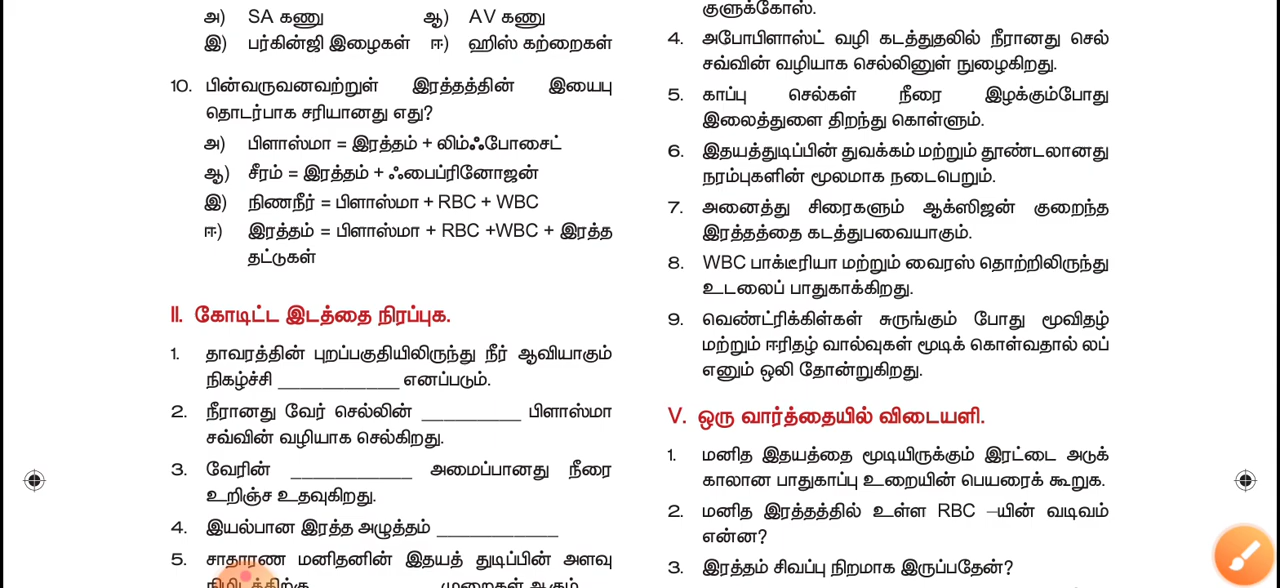 அ) SA கணு ஆ) AV கணு
இ) பர்கின்ஜி இழைகள் ஈ) ஹிஸ் கற்றைகள்
10. பின்வருவனவற்றுள் இரத்தத்தின் இயைபு
தொடர்பாக சரியானது எது?
அ) பிளாஸ்மா = இரத்தம் + லிம்ஃபோசைட்
ஆ) சீரம் = இரத்தம் + ஃபைப்ரினோஜன்
இ) நிணநீர் = பிளாஸ்மா + RBC + WBC
ஈ) இரத்தம் = பிளாஸ்மா + RBC +WBC + இரத்த
தட்டுகள்
II. கோடிட்ட இடத்தை நிரப்புக.
1. தாவரத்தின் புறப்பகுதியிலிருந்து நீர் ஆவியாகும்
நிகழ்ச்சி ____________ எனப்படும்.
2. நீரானது வேர் செல்லின் __________ பிளாஸ்மா
சவ்வின் வழியாக செல்கிறது.
3. வேரின் ____________ அமைப்பானது நீரை
உறிஞ்ச உதவுகிறது.
4. இயல்பான இரத்த அழுத்தம் ____________
5. சாதாரண மனிதனின் இதயத் துடிப்பின் அளவு
நிமிடத்திற்கு ____________ முறைகள் ஆகும்.
குளுக்கோஸ்.
4. அபோபிளாஸ்ட் வழி கடத்துதலில் நீரானது செல்
சவ்வின் வழியாக செல்லினுள் நுழைகிறது.
5. காப்பு செல்கள் நீரை இழக்கும்போது
இலைத்துளை திறந்து கொள்ளும்.
6. இதயத்துடிப்பின் துவக்கம் மற்றும் தூண்டலானது
நரம்புகளின் மூலமாக நடைபெறும்.
7. அனைத்து சிரைகளும் ஆக்ஸிஜன் குறைந்த
இரத்தத்தை கடத்துபவையாகும்.
8. WBC பாக்டீரியா மற்றும் வைரஸ் தொற்றிலிருந்து
உடலைப் பாதுகாக்கிறது.
9. வெண்ட்ரிக்கிள்கள் சுருங்கும் போது மூவிதழ்
மற்றும் ஈரிதழ் வால்வுகள் மூடிக் கொள்வதால் லப்
எனும் ஒலி தோன்றுகிறது.
V. ஒரு வார்த்தையில் விடையளி.
1. மனித இதயத்தை மூடியிருக்கும் இரட்டை அடுக்
காலான பாதுகாப்பு உறையின் பெயரைக் கூறுக.
2. மனித இரத்தத்தில் உள்ள RBC –யின் வடிவம்
என்ன?
3. இரத்தம் சிவப்பு நிறமாக இருப்பதேன்?